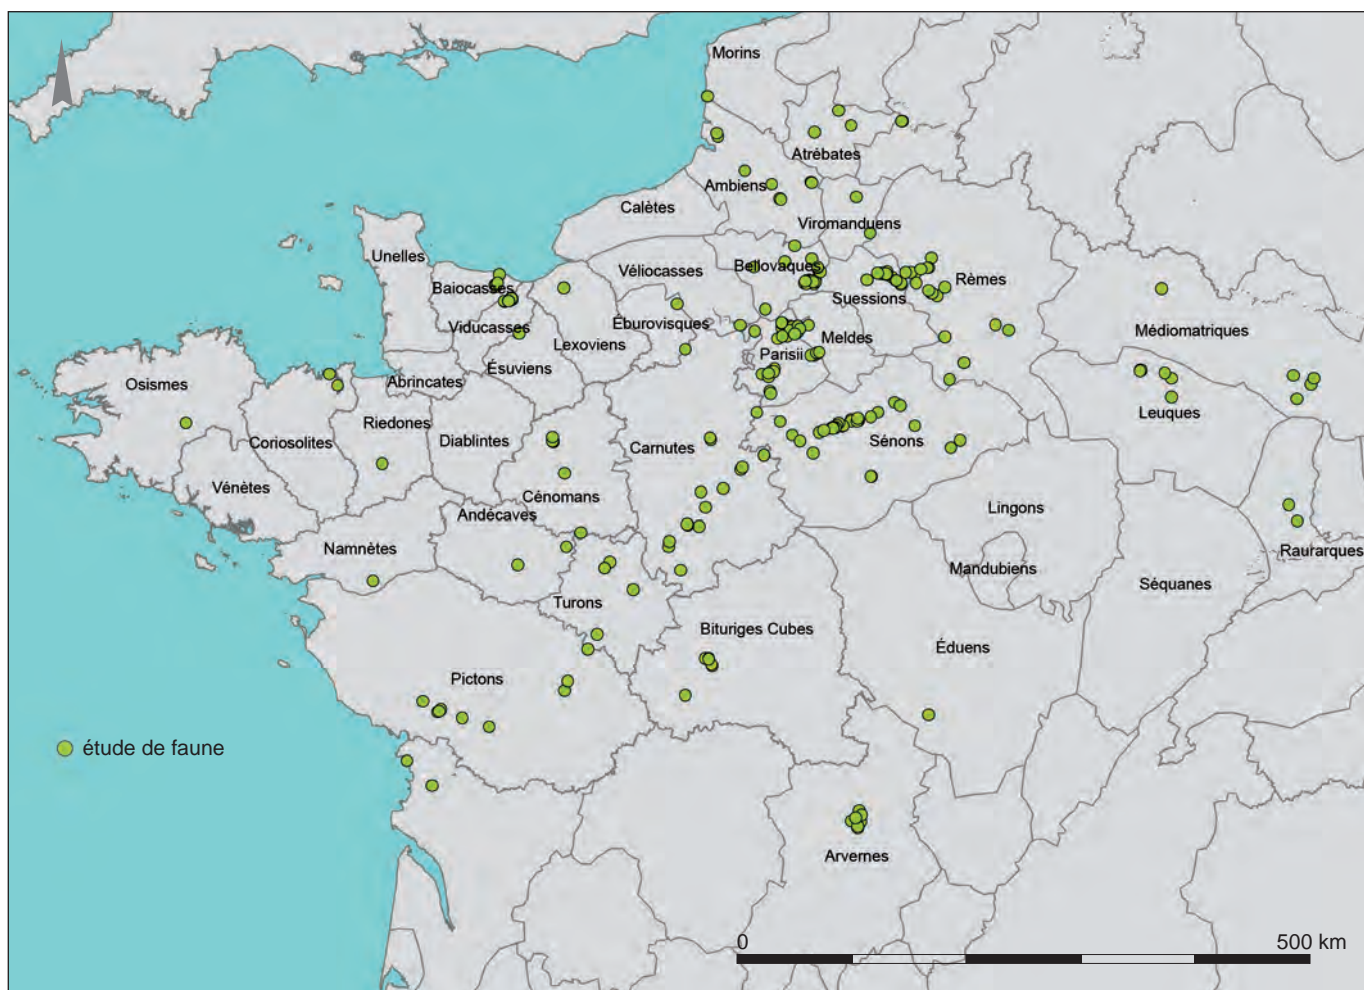 Morins
Atrébates
Ambiens
Calètes
Viromanduens
Unelles
Véliocasses
Bellovaques
Rèmes
Baiocasses
Suessions
Viducasses
Éburovisques
Médiomatriques
Lexoviens
Meldes
Parisii
Ésuviens
Osismes
Abrincates
Leuques
Riedones
Coriosolites
Diablintes
Carnutes
Sénons
Vénètes
Cénomans
Andécaves
Lingons
Namnètes
Raurarques
Mandubiens
Séquanes
Turons
Bituriges Cubes
Éduens
Pictons
étude de faune
Arvernes
0
500 km